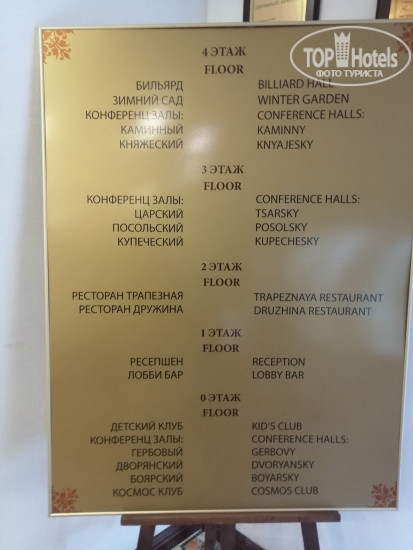 TOP Hotels
ФОТО ТУРИСТА
4 ЭТАЖ
FLOOR
БИЛЬЯРД BILLIARD HALL
ЗИМНИЙ САД WINTER GARDEN
КОНФЕРЕНЦ ЗАЛЫ: CONFERENCE HALLS:
КАМИННЫЙ KAMINNY
КНЯЖЕСКИЙ KNYAJESKY
3 ЭТАЖ
FLOOR
КОНФЕРЕНЦ ЗАЛЫ: CONFERENCE HALLS:
ЦАРСКИЙ TSARSKY
ПОСОЛЬСКИЙ POSOLSKY
КУПЕЧЕСКИЙ KUPECHESKY
2 ЭТАЖ
FLOOR
РЕСТОРАН ТРАПЕЗНАЯ TRAPEZNAYA RESTAURANT
РЕСТОРАН ДРУЖИНА DRUZHINA RESTAURANT
1 ЭТАЖ
FLOOR
РЕСЕПШЕН RECEPTION
ЛОББИ БАР LOBBY BAR
0 ЭТАЖ
FLOOR
ДЕТСКИЙ КЛУБ KID'S CLUB
КОНФЕРЕНЦ ЗАЛЫ: CONFERENCE HALLS:
ГЕРБОВЫЙ GERBOVY
ДВОРЯНСКИЙ DVORYANSKY
БОЯРСКИЙ BOYARSKY
КОСМОС КЛУБ COSMOS CLUB